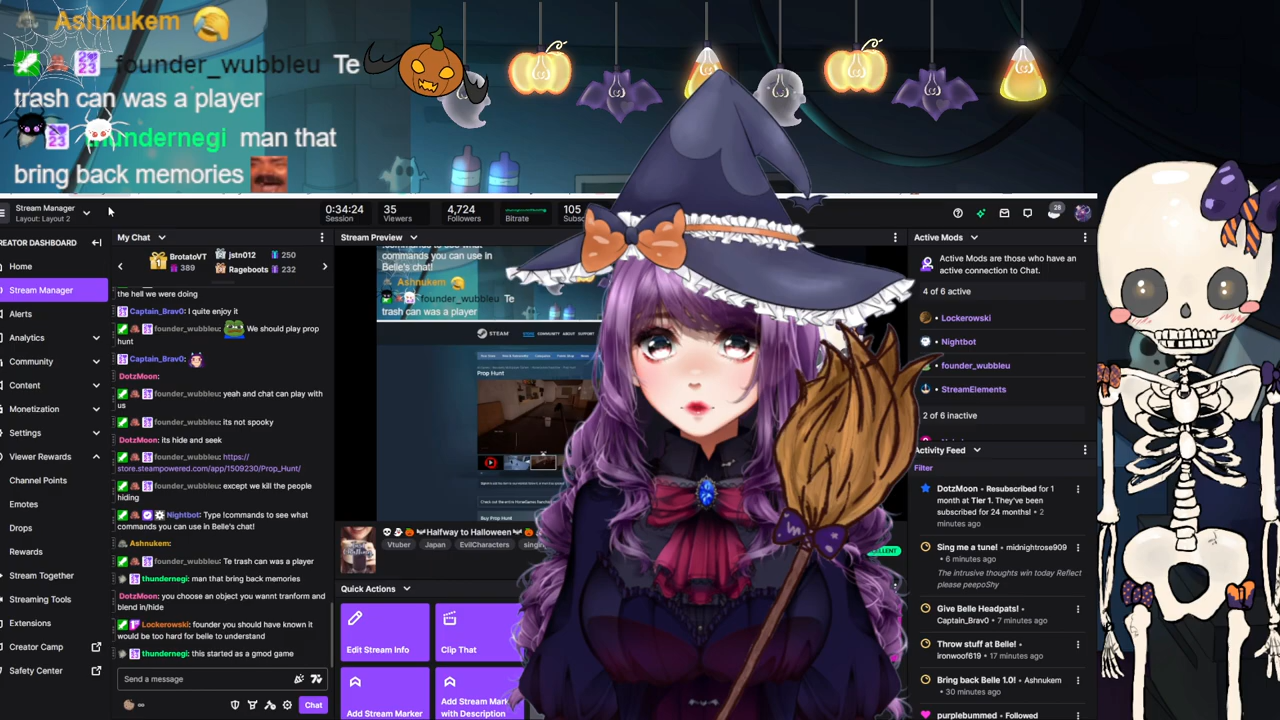 Ashnukem
founder_wubbleu Te
trash can was a player
thundernegi man that
bring back memories
Stream Manager
Layout: Layout 2
0:34:24
Session
35
Viewers
4,724
Followers
Bitrate
105
28
CREATOR DASHBOARD
Home
Stream Manager
Alerts
Analytics
Community
Content
Monetization
Settings
Viewer Rewards
Channel Points
Emotes
Drops
Rewards
Stream Together
Streaming Tools
Extensions
Creator Camp
Safety Center
My Chat
BrotatoVT
389
jstn012 250
Rageboots 232
the hell we were doing
Captain_Brav0: I quite enjoy it
founder_wubbleu: We should play prop
hunt
Captain_Brav0:
DotzMoon:
founder_wubbleu: yeah and chat can play with
us
founder_wubbleu: its not spooky
DotzMoon: its hide and seek
founder_wubbleu: https://
store.steampowered.com/app/1509230/Prop_Hunt/
founder_wubbleu: except we kill the people
hiding
Nightbot: Type !commands to see what
commands you can use in Belle's chat!
Ashnukem:
founder_wubbleu: Te trash can was a player
thundernegi: man that bring back memories
DotzMoon: you choose an object you wannt tranform and
blend in/hide
Lockerowski: founder you should have known it
would be too hard for belle to understand
thundernegi: this started as a gmod game
Send a message
Chat
Stream Preview
commands you can use in
Belle's chat!
Ashnukem
founder_wubbleu Te
trash can was a player
STEAM
STORE COMMUNITY ABOUT SUPPORT
Prop Hunt
Buy Prop Hunt
Halfway to Halloween
Vtuber Japan EvilCharacters
Quick Actions
Edit Stream Info
Clip That
Add Stream Marker
Add Stream Mark
with Description
Active Mods
Active Mods are those who have an
active connection to Chat.
4 of 6 active
Lockerowski
Nightbot
founder_wubbleu
StreamElements
2 of 6 inactive
Activity Feed
Filter
DotzMoon • Resubscribed for 1
month at Tier 1. They've been
subscribed for 24 months! • 2
minutes ago
Sing me a tune! • midnightrose909
• 6 minutes ago
The intrusive thoughts win today Reflect
please peepoShy
Give Belle Headpats! •
Captain_Brav0 • 7 minutes ago
Throw stuff at Belle! •
ironwoof619 • 17 minutes ago
Bring back Belle 1.0! • Ashnukem
• 30 minutes ago
purplebummed • Followed